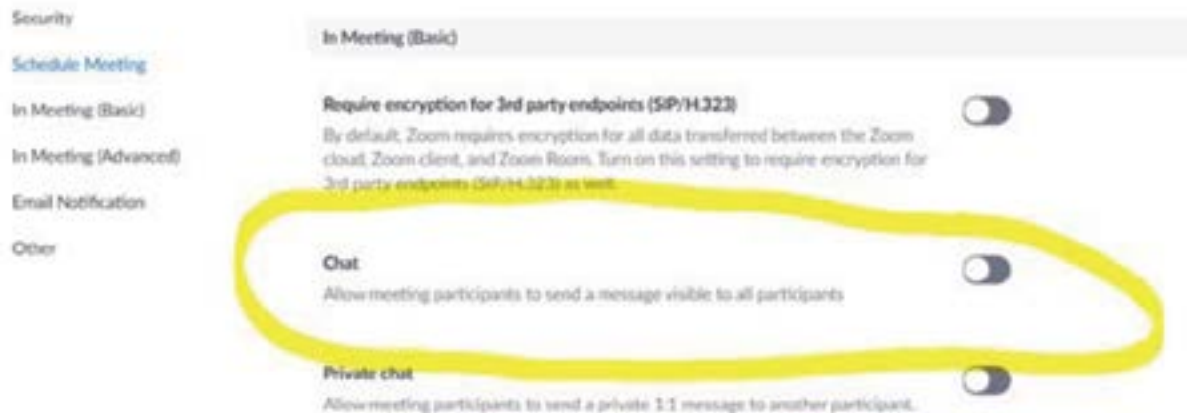 Security
Schedule Meeting
In Meeting (Basic)
In Meeting (Advanced)
Email Notification
Other
In Meeting (Basic)
Require encryption for 3rd party endpoints (SIP/H.323)
By default, Zoom requires encryption for all data transferred between the Zoom
cloud, Zoom client, and Zoom Room. Turn on this setting to require encryption for
3rd party endpoints (SIP/H.323) as well.
Chat
Allow meeting participants to send a message visible to all participants
Private chat
Allow meeting participants to send a private 1:1 message to another participant.